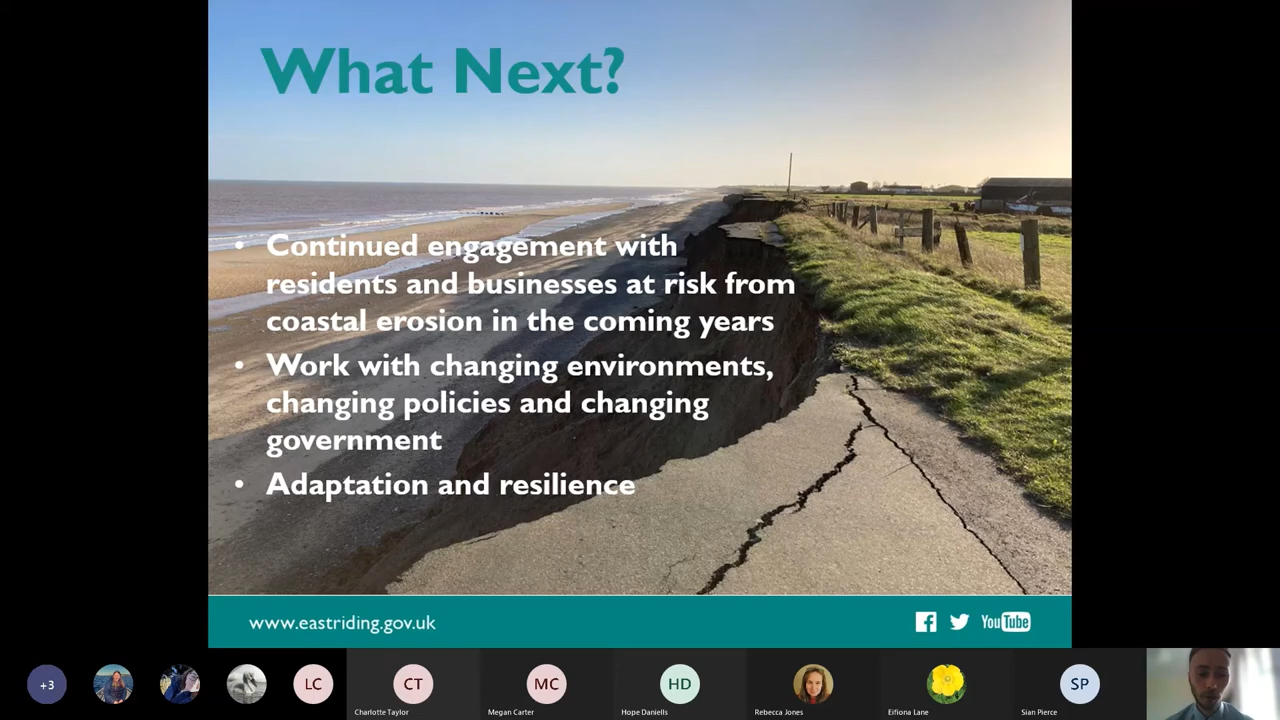 What Next?
• Continued engagement with
residents and businesses at risk from
coastal erosion in the coming years
• Work with changing environments,
changing policies and changing
government
• Adaptation and resilience
www.eastriding.gov.uk
YouTube
+3
LC
CT
MC
HD
SP
Charlotte Taylor
Megan Carter
Hope Daniells
Rebecca Jones
Eifiona Lane
Sian Pierce